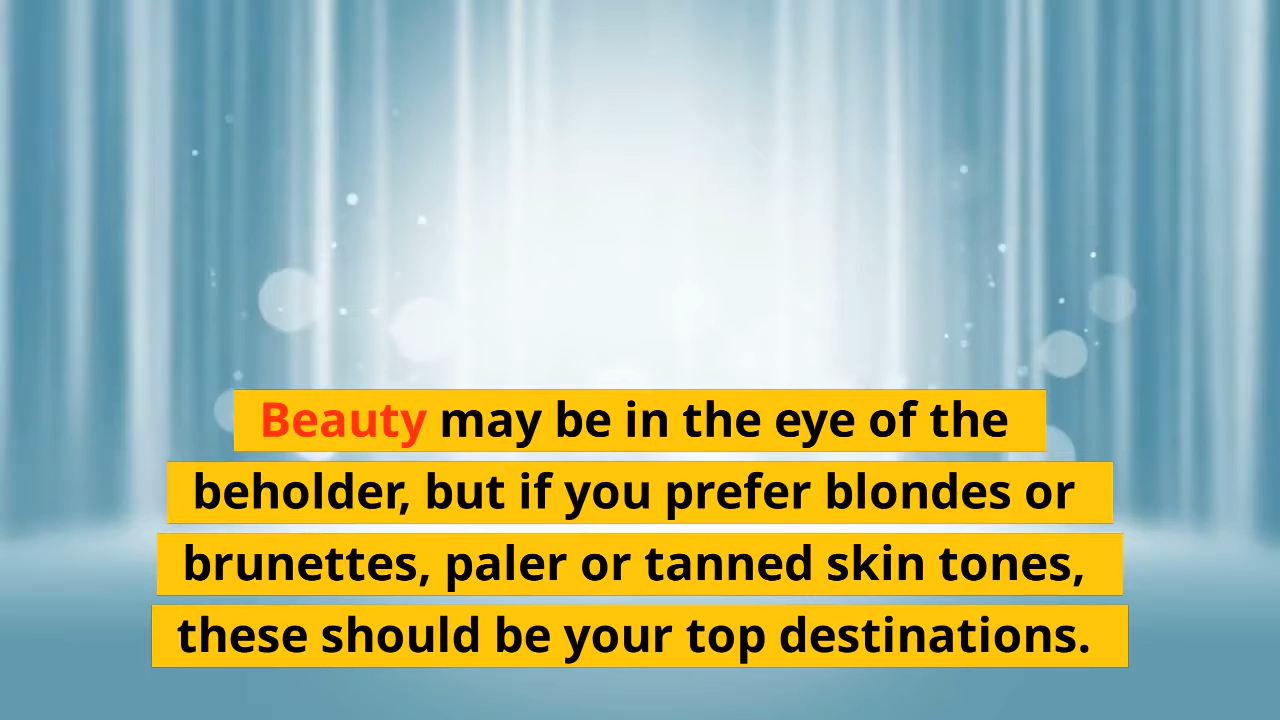 Beauty may be in the eye of the
beholder, but if you prefer blondes or
brunettes, paler or tanned skin tones,
these should be your top destinations.